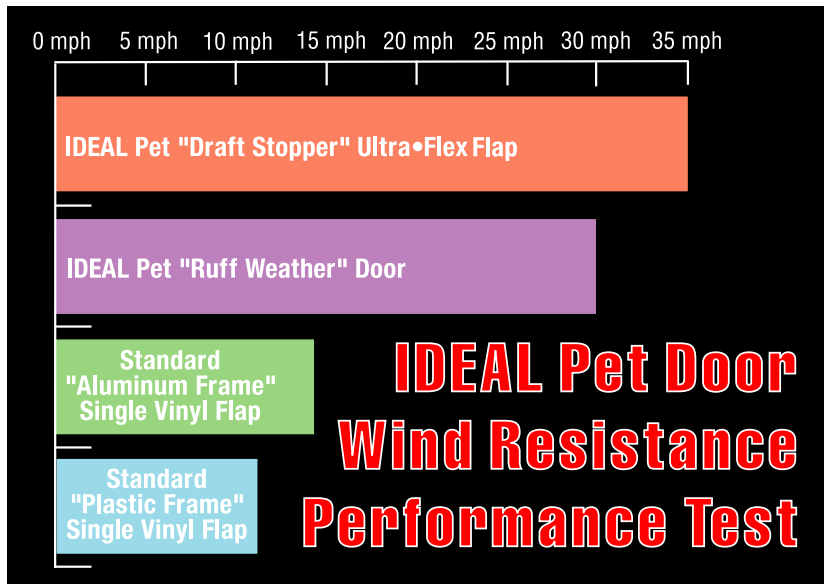 0 mph 5 mph 10 mph 15 mph 20 mph 25 mph 30 mph 35 mph
IDEAL Pet "Draft Stopper" Ultra•Flex Flap
IDEAL Pet "Ruff Weather" Door
Standard
"Aluminum Frame"
Single Vinyl Flap
Standard
"Plastic Frame"
Single Vinyl Flap
IDEAL Pet Door
Wind Resistance
Performance Test